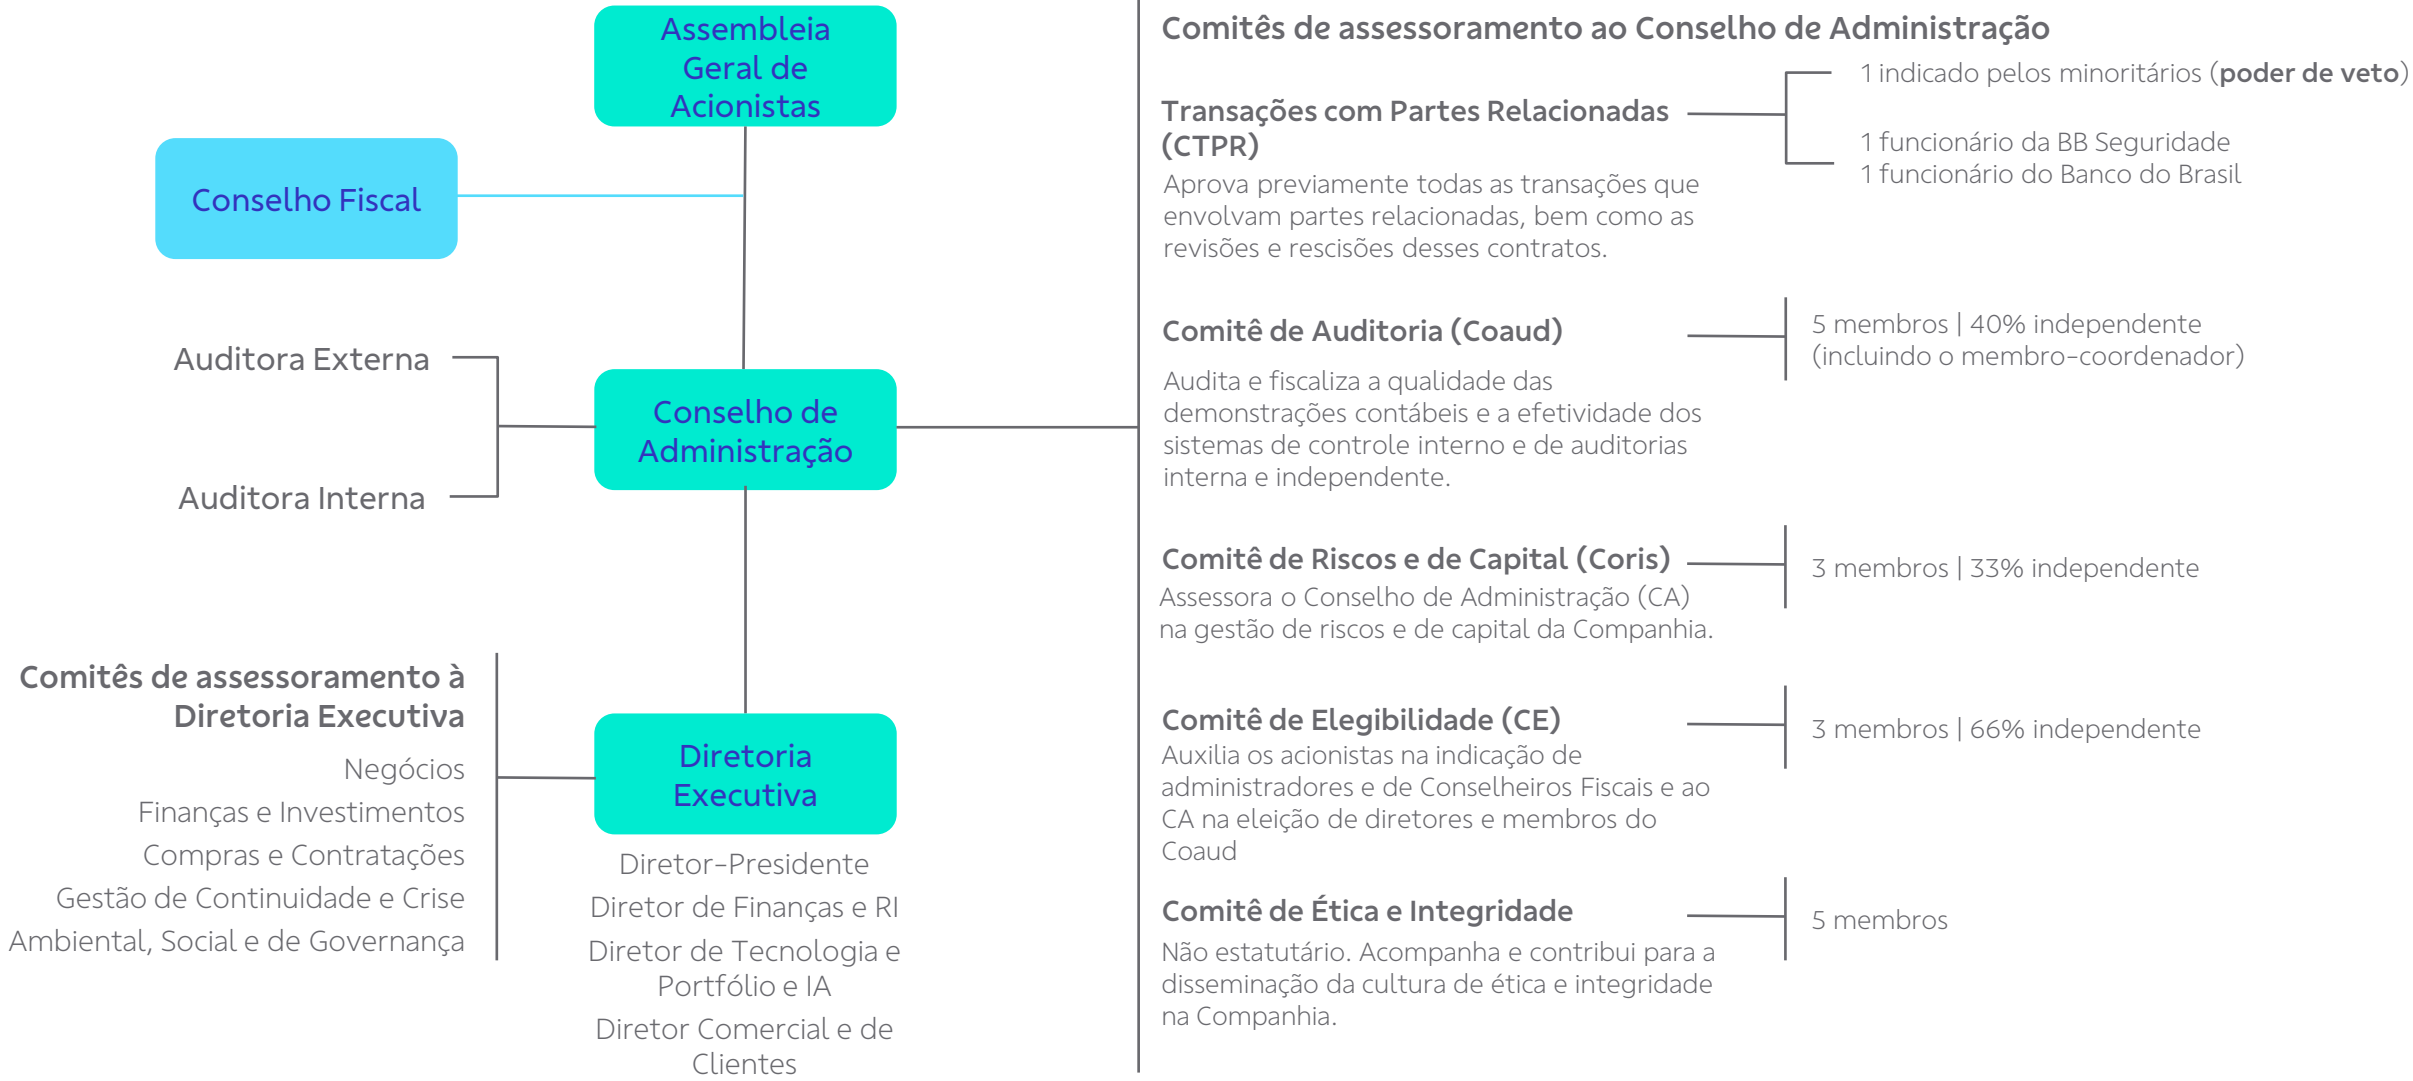 Assembleia
Geral de
Acionistas
Conselho Fiscal
Auditora Externa
Auditora Interna
Conselho de
Administração
Comitês de assessoramento à
Diretoria Executiva
Negócios
Finanças e Investimentos
Compras e Contratações
Gestão de Continuidade e Crise
Ambiental, Social e de Governança
Diretoria
Executiva
Diretor-Presidente
Diretor de Finanças e RI
Diretor de Tecnologia e
Portfólio e IA
Diretor Comercial e de
Clientes
Comitês de assessoramento ao Conselho de Administração
Transações com Partes Relacionadas
(CTPR)
Aprova previamente todas as transações que
envolvam partes relacionadas, bem como as
revisões e rescisões desses contratos.
1 indicado pelos minoritários (poder de veto)
1 funcionário da BB Seguridade
1 funcionário do Banco do Brasil
Comitê de Auditoria (Coaud)
Audita e fiscaliza a qualidade das
demonstrações contábeis e a efetividade dos
sistemas de controle interno e de auditorias
interna e independente.
5 membros | 40% independente
(incluindo o membro-coordenador)
Comitê de Riscos e de Capital (Coris)
Assessora o Conselho de Administração (CA)
na gestão de riscos e de capital da Companhia.
3 membros | 33% independente
Comitê de Elegibilidade (CE)
Auxilia os acionistas na indicação de
administradores e de Conselheiros Fiscais e ao
CA na eleição de diretores e membros do
Coaud
3 membros | 66% independente
Comitê de Ética e Integridade
Não estatutário. Acompanha e contribui para a
disseminação da cultura de ética e integridade
na Companhia.
5 membros